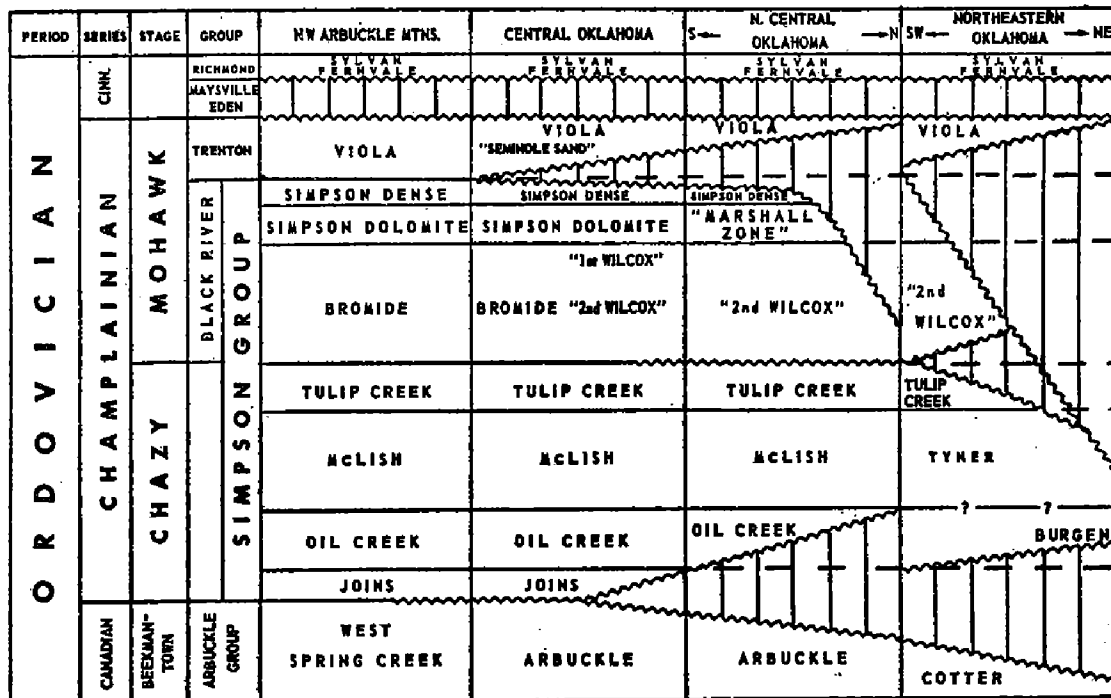 PERIOD SERIES STAGE GROUP NW ARBUCKLE MTNS. CENTRAL OKLAHOMA S← N. CENTRAL OKLAHOMA →N SW← NORTHEASTERN OKLAHOMA →NE
ORDOVICIAN
CINN.
CHAMPLAINIAN
CANADIAN
MOHAWK
CHAZY
BEEKMAN-
TOWN
RICHMOND
MAYSVILLE
EDEN
TRENTON
BLACK RIVER
SIMPSON GROUP
ARBUCKLE
GROUP
SYLVAN
FERNVALE
VIOLA
SIMPSON DENSE
SIMPSON DOLOMITE
BROMIDE
TULIP CREEK
McLISH
OIL CREEK
JOINS
WEST
SPRING CREEK
SYLVAN
FERNVALE
VIOLA
"SEMINOLE SAND"
SIMPSON DENSE
SIMPSON DOLOMITE
"1st WILCOX"
BROMIDE "2nd WILCOX"
TULIP CREEK
McLISH
OIL CREEK
JOINS
ARBUCKLE
SYLVAN
FERNVALE
VIOLA
SIMPSON DENSE
"MARSHALL
ZONE"
"2nd WILCOX"
TULIP CREEK
McLISH
OIL CREEK
ARBUCKLE
SYLVAN
FERNVALE
VIOLA
"2nd
WILCOX"
TULIP
CREEK
TYNER
? ?
BURGEN
COTTER